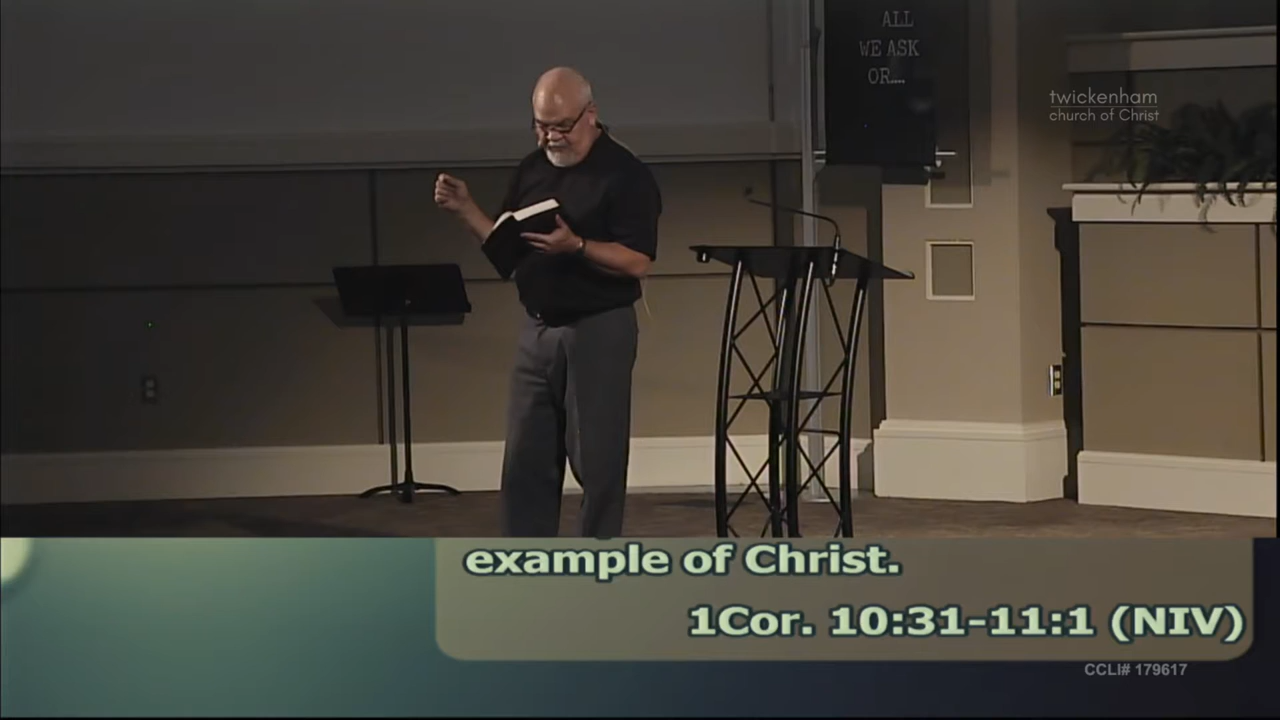 ALL
WE ASK
OR....
twickenham
church of Christ
example of Christ.
1Cor. 10:31-11:1 (NIV)
CCLI# 179617